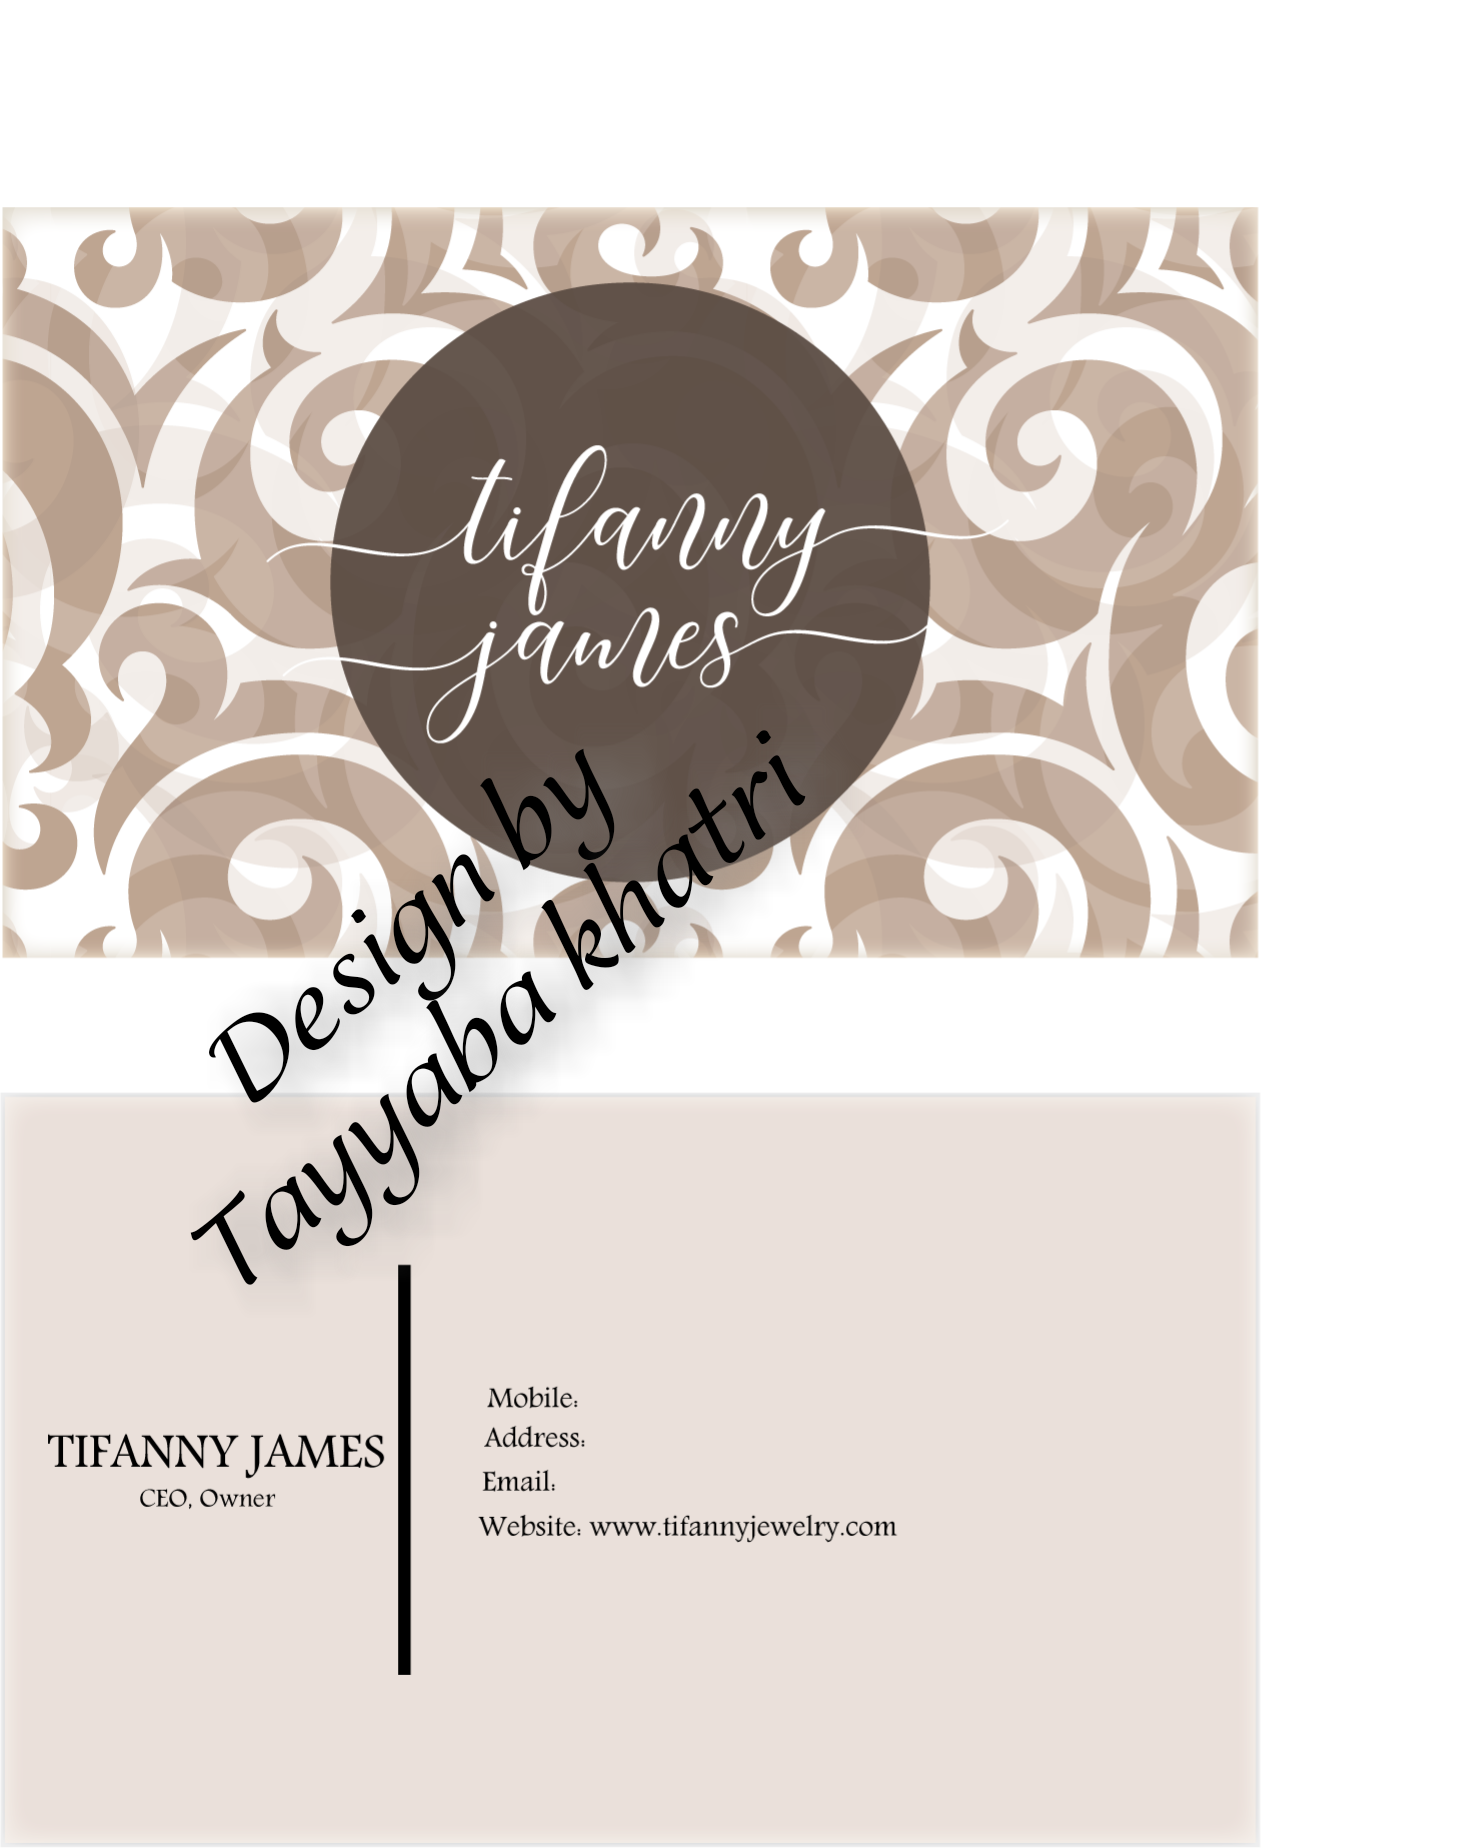 tifanny
james
Design by
Tayyaba khatri
TIFANNY JAMES
CEO, Owner
Mobile:
Address:
Email:
Website: www.tifannyjewelry.com